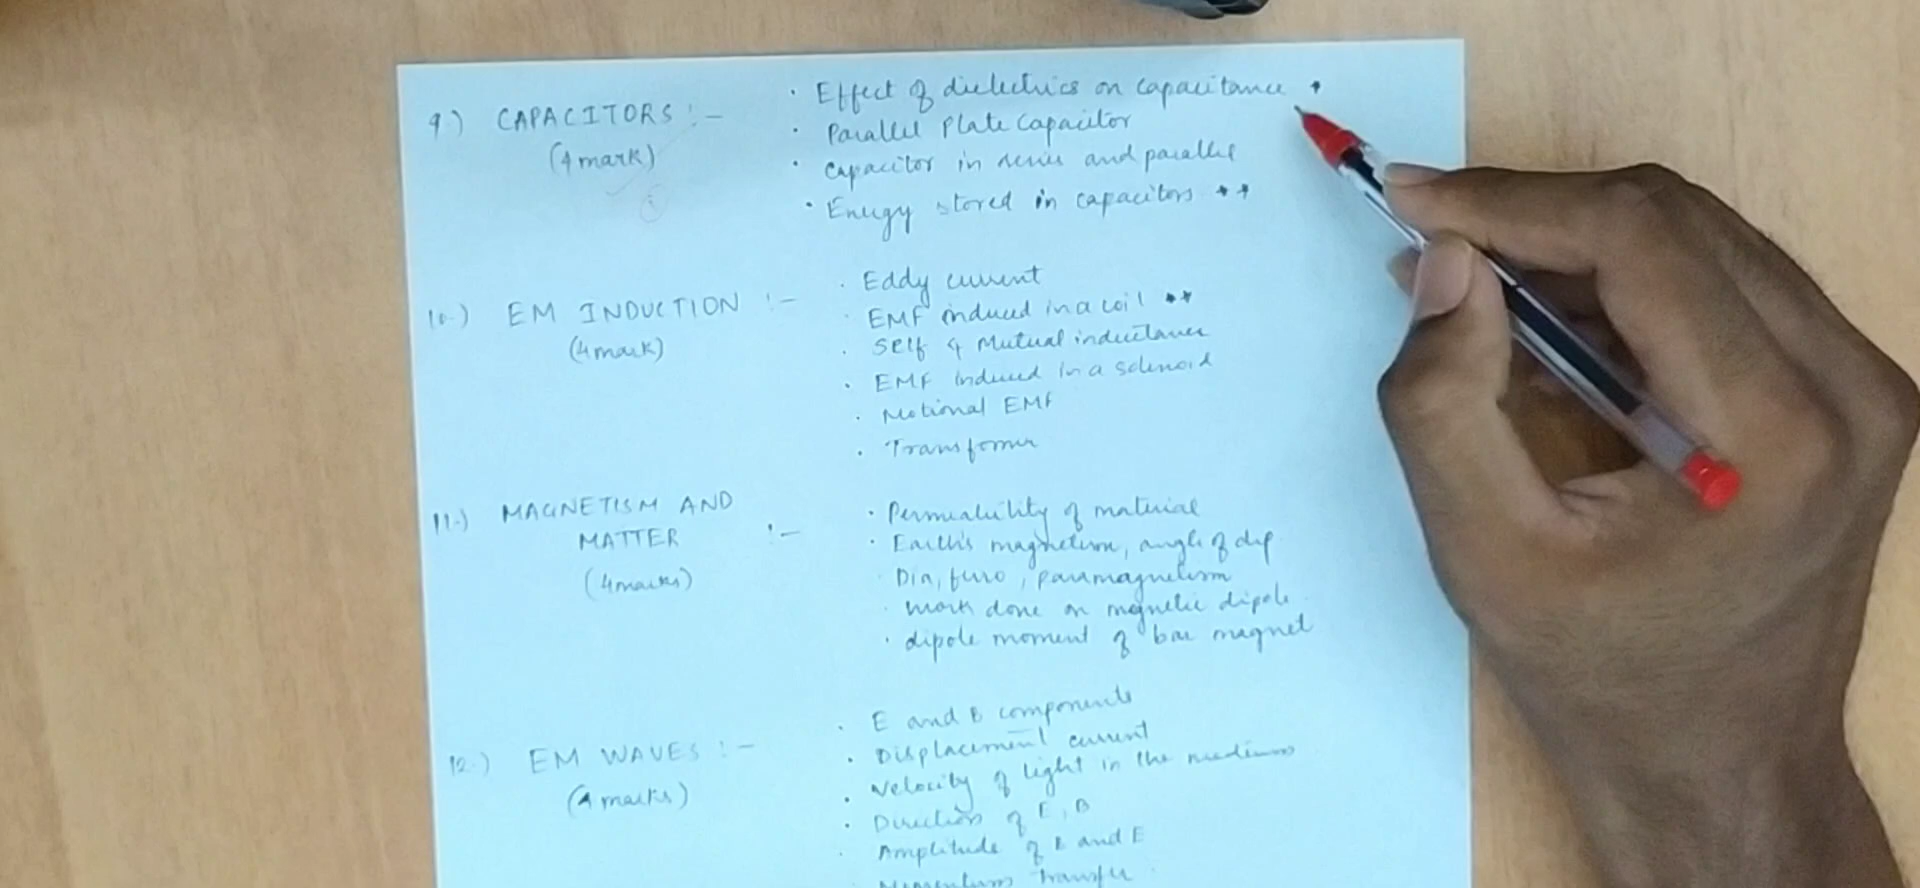 9.) CAPACITORS :-
(4 mark)
· Effect of dielectrics on capacitance *
· Parallel Plate Capacitor
· Capacitor in series and parallel
· Energy stored in capacitors **
10.) EM INDUCTION :-
(4 mark)
· Eddy current
· EMF induced in a coil **
· Self & Mutual inductance
· EMF induced in a solenoid
· Motional EMF
· Transformer
11.) MAGNETISM AND
MATTER :-
(4 marks)
· Permeability of material
· Earth's magnetism, angle of dip
· Dia, ferro, paramagnetism
· work done on magnetic dipole
· dipole moment of bar magnet
12.) EM WAVES :-
(4 marks)
· E and B components
· Displacement current
· Velocity of light in the medium
· Direction of E, B
· Amplitude of B and E
· Momentum transfer